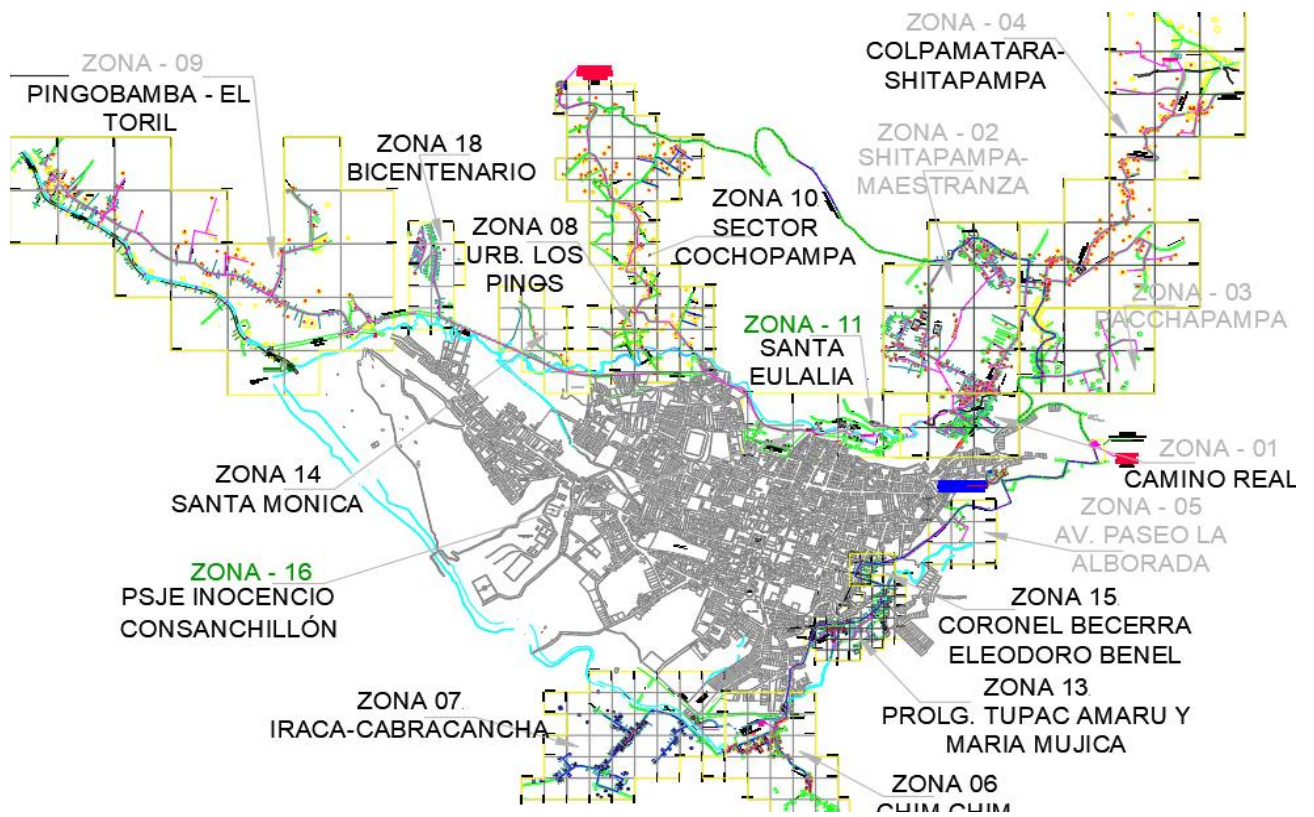 ZONA - 09
PINGOBAMBA - EL
TORIL
ZONA 18
BICENTENARIO
ZONA 08
URB. LOS
PINOS
ZONA 10
SECTOR
COCHOPAMPA
ZONA - 04
COLPAMATARA-
SHITAPAMPA
ZONA - 02
SHITAPAMPA-
MAESTRANZA
ZONA - 03
PACCHAPAMPA
ZONA - 11
SANTA
EULALIA
ZONA - 01
CAMINO REAL
ZONA - 05
AV. PASEO LA
ALBORADA
ZONA 14
SANTA MONICA
ZONA - 16
PSJE INOCENCIO
CONSANCHILLÓN
ZONA 15
CORONEL BECERRA
ELEODORO BENEL
ZONA 07
IRACA-CABRACANCHA
ZONA 13
PROLG. TUPAC AMARU Y
MARIA MUJICA
ZONA 06
CHIM CHIM